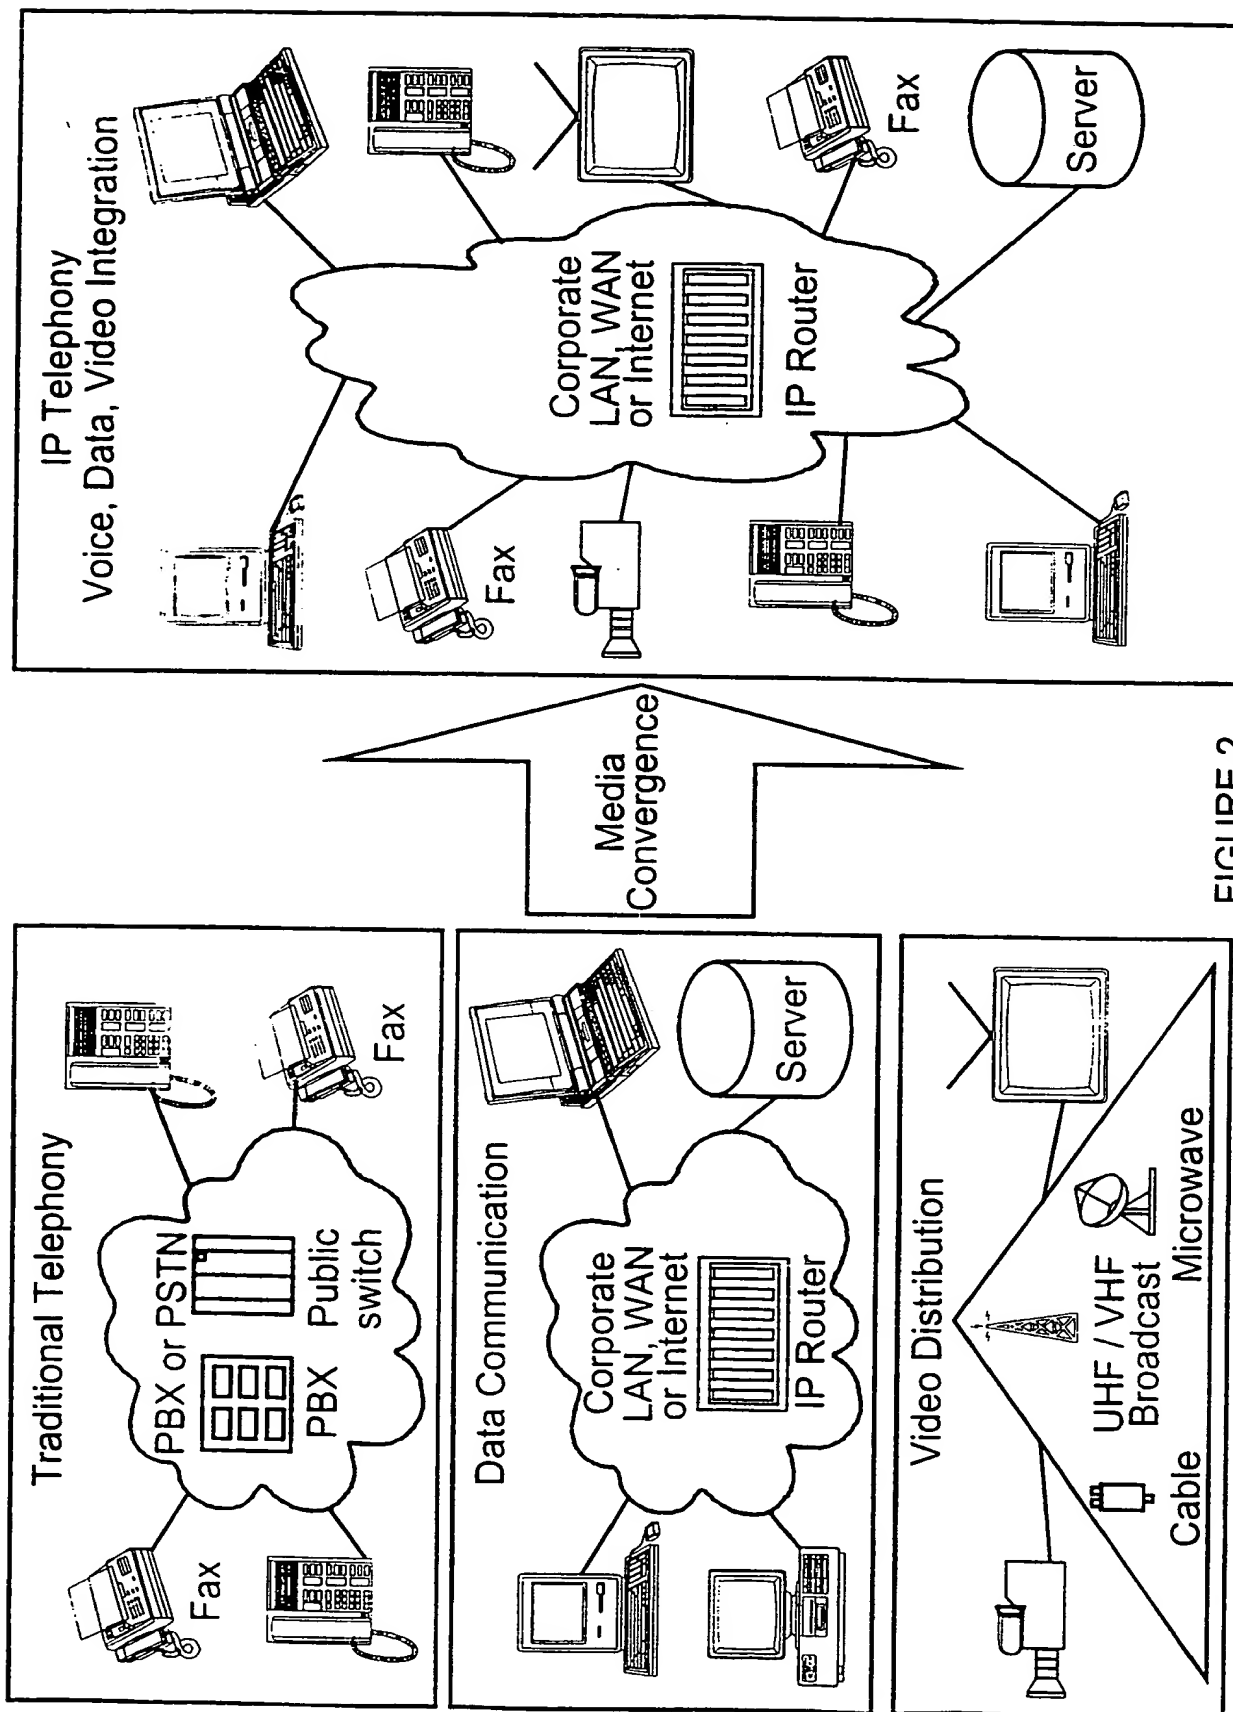 Traditional Telephony
PBX or PSTN
PBX
Public
switch
Fax
Fax
Data Communication
Corporate
LAN, WAN
or Internet
IP Router
Server
Video Distribution
Cable
UHF / VHF
Broadcast
Microwave
Media
Convergence
IP Telephony
Voice, Data, Video Integration
Fax
Corporate
LAN, WAN
or Internet
IP Router
Fax
Server
FIGURE 2